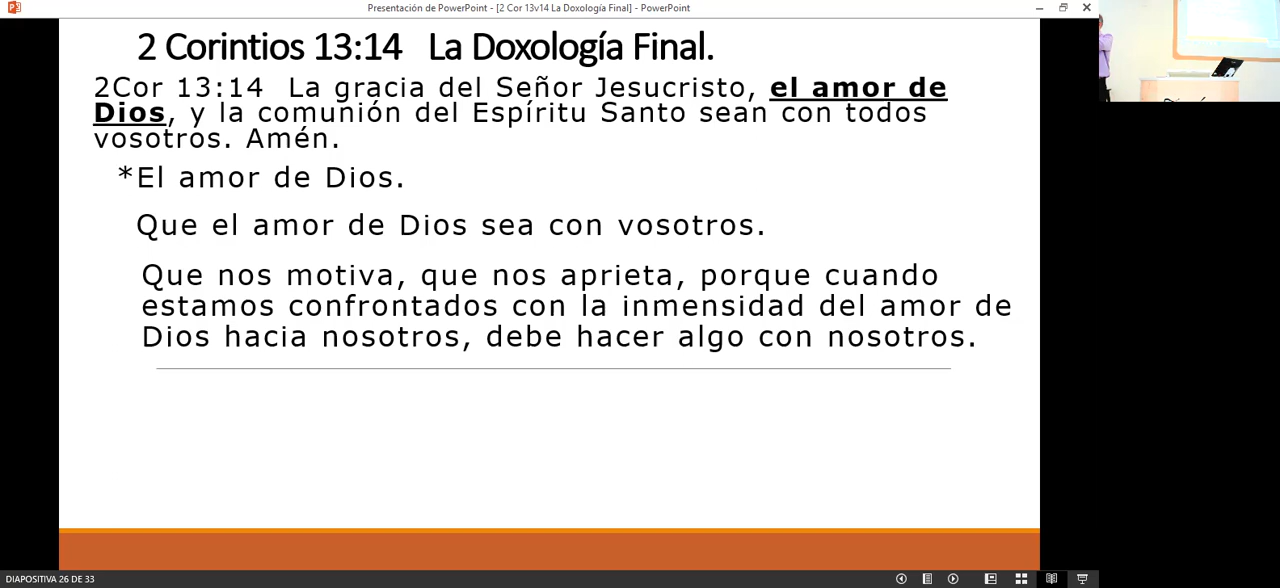 Presentación de PowerPoint - [2 Cor 13v14 La Doxología Final] - PowerPoint
2 Corintios 13:14 La Doxología Final.
2Cor 13:14 La gracia del Señor Jesucristo, el amor de
Dios, y la comunión del Espíritu Santo sean con todos
vosotros. Amén.
*El amor de Dios.
Que el amor de Dios sea con vosotros.
Que nos motiva, que nos aprieta, porque cuando
estamos confrontados con la inmensidad del amor de
Dios hacia nosotros, debe hacer algo con nosotros.
DIAPOSITIVA 26 DE 33